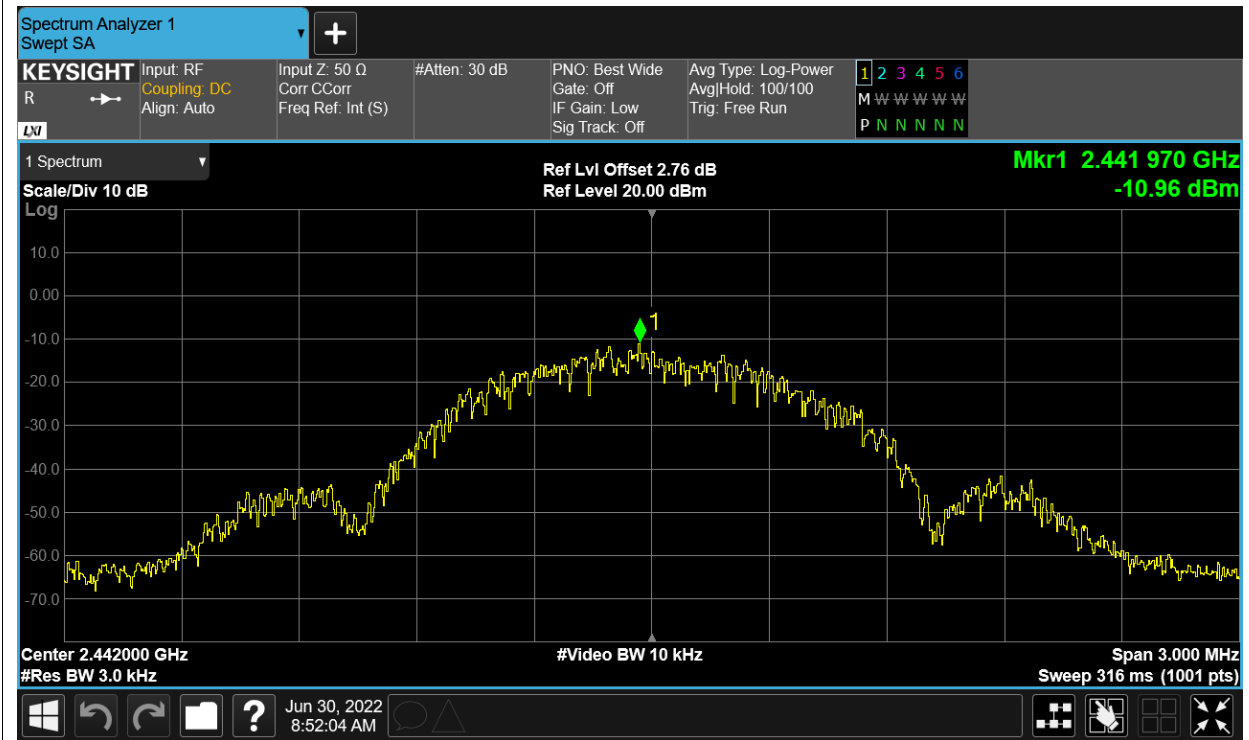 Spectrum Analyzer 1
Swept SA
KEYSIGHT
R
LXI
Input: RF
Coupling: DC
Align: Auto
Input Z: 50 Ω
Corr CCorr
Freq Ref: Int (S)
#Atten: 30 dB
PNO: Best Wide
Gate: Off
IF Gain: Low
Sig Track: Off
Avg Type: Log-Power
Avg|Hold: 100/100
Trig: Free Run
1 2 3 4 5 6
M W W W W W
P N N N N N
1 Spectrum
Scale/Div 10 dB
Log
Ref Lvl Offset 2.76 dB
Ref Level 20.00 dBm
Mkr1 2.441 970 GHz
-10.96 dBm
10.0
0.00
-10.0
-20.0
-30.0
-40.0
-50.0
-60.0
-70.0
1
Center 2.442000 GHz
#Res BW 3.0 kHz
#Video BW 10 kHz
Span 3.000 MHz
Sweep 316 ms (1001 pts)
?
Jun 30, 2022
8:52:04 AM